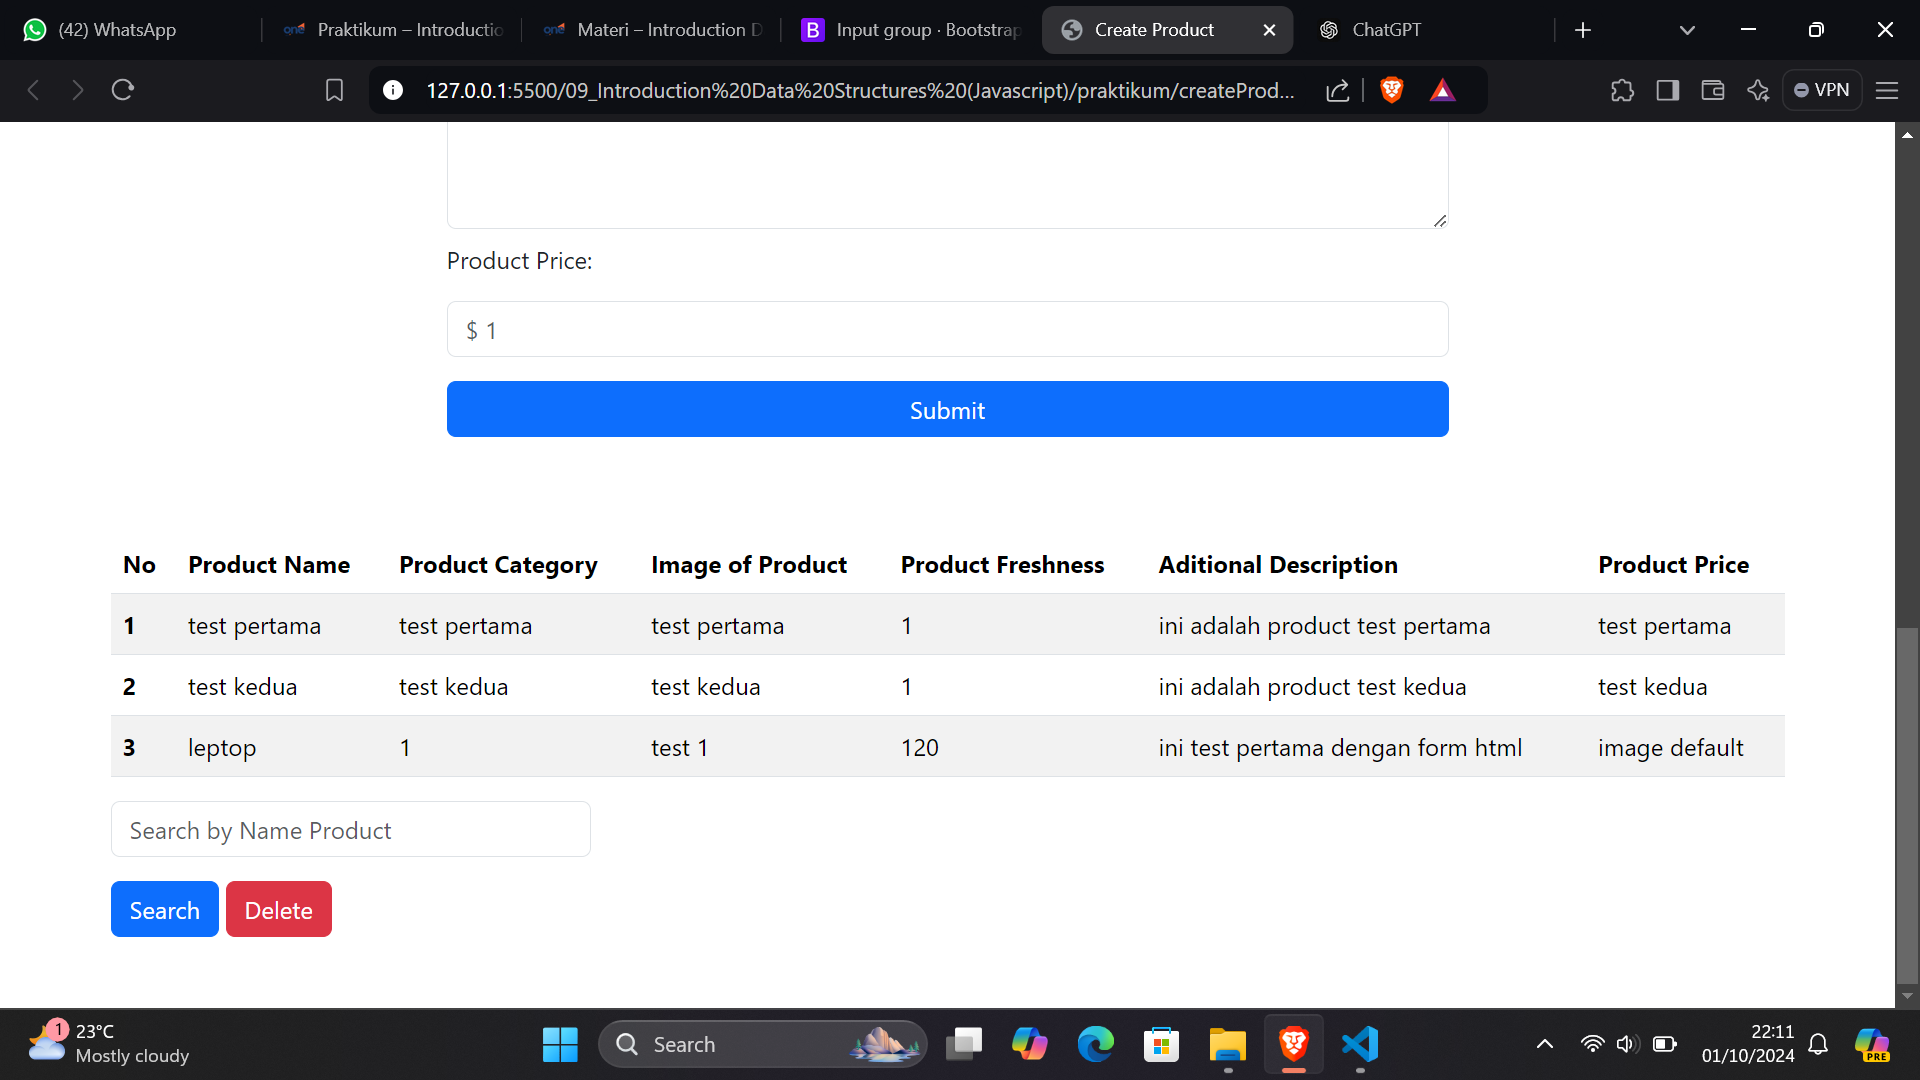 (42) WhatsApp
Praktikum – Introductio
Materi – Introduction D
Input group · Bootstrap
Create Product
ChatGPT
127.0.0.1:5500/09_Introduction%20Data%20Structures%20(Javascript)/praktikum/createProd...
VPN
Product Price:
$ 1
Submit
No Product Name Product Category Image of Product Product Freshness Aditional Description Product Price
1 test pertama test pertama test pertama 1 ini adalah product test pertama test pertama
2 test kedua test kedua test kedua 1 ini adalah product test kedua test kedua
3 leptop 1 test 1 120 ini test pertama dengan form html image default
Search by Name Product
Search Delete
1
23°C
Mostly cloudy
Search
22:11
01/10/2024
PRE